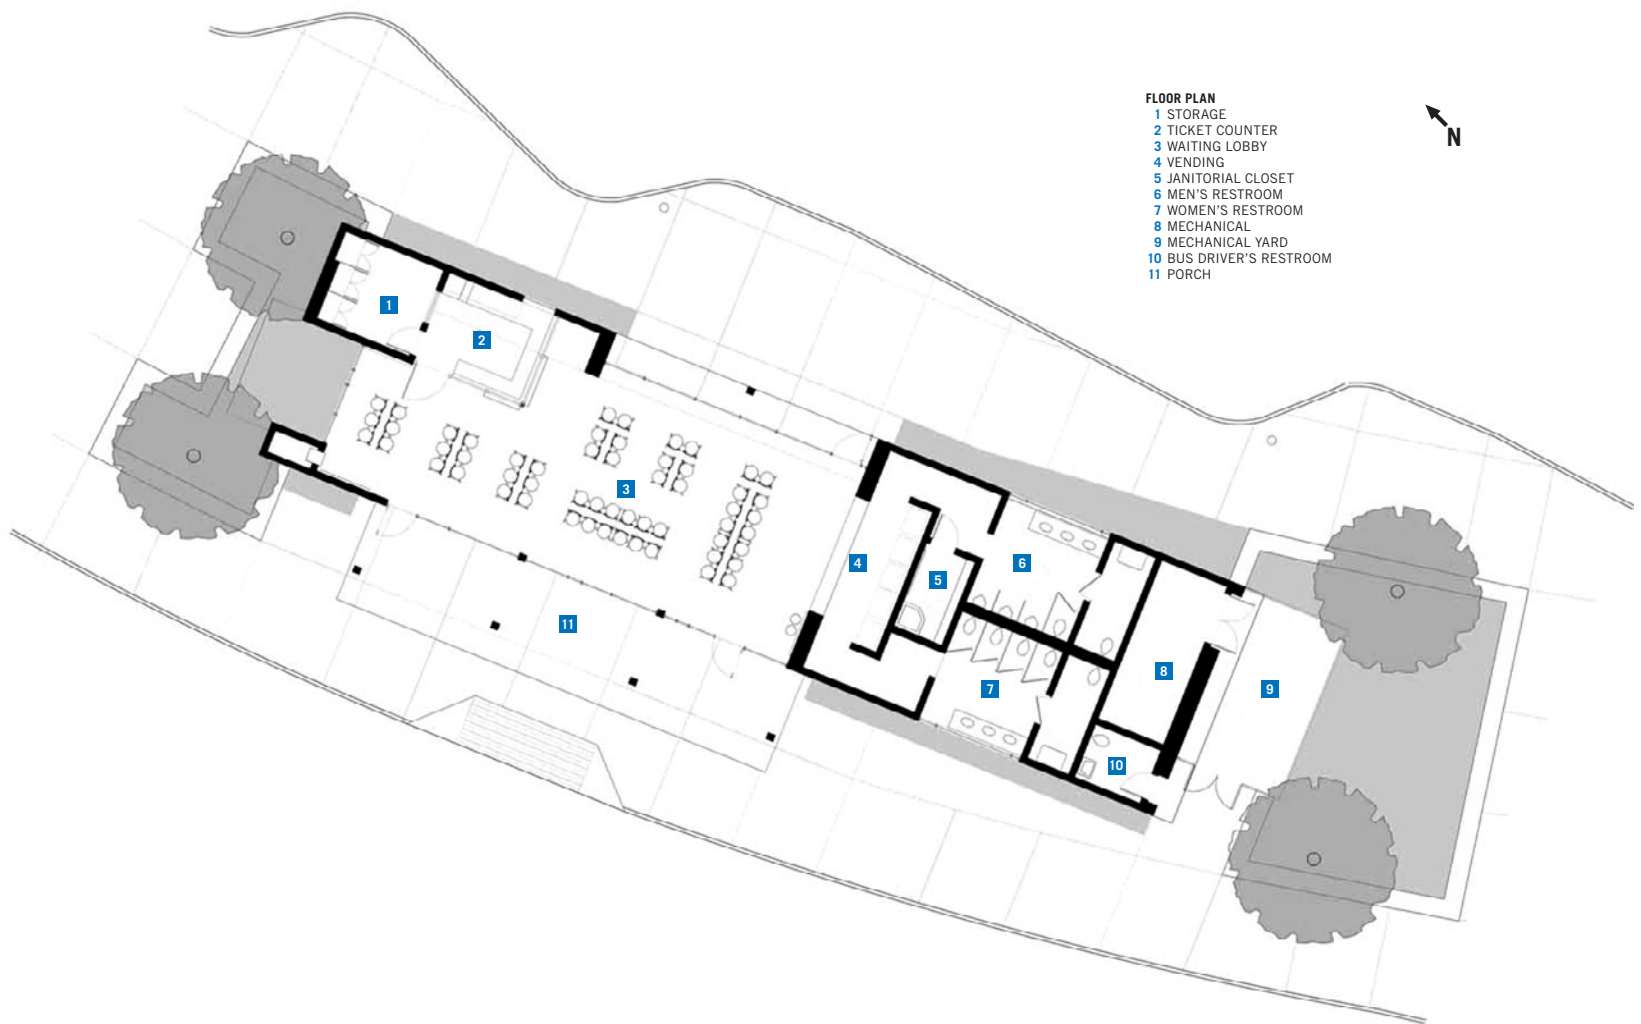 FLOOR PLAN
1 STORAGE
2 TICKET COUNTER
3 WAITING LOBBY
4 VENDING
5 JANITORIAL CLOSET
6 MEN'S RESTROOM
7 WOMEN'S RESTROOM
8 MECHANICAL
9 MECHANICAL YARD
10 BUS DRIVER'S RESTROOM
11 PORCH
N
1
2
3
4
5
6
11
7
8
9
10